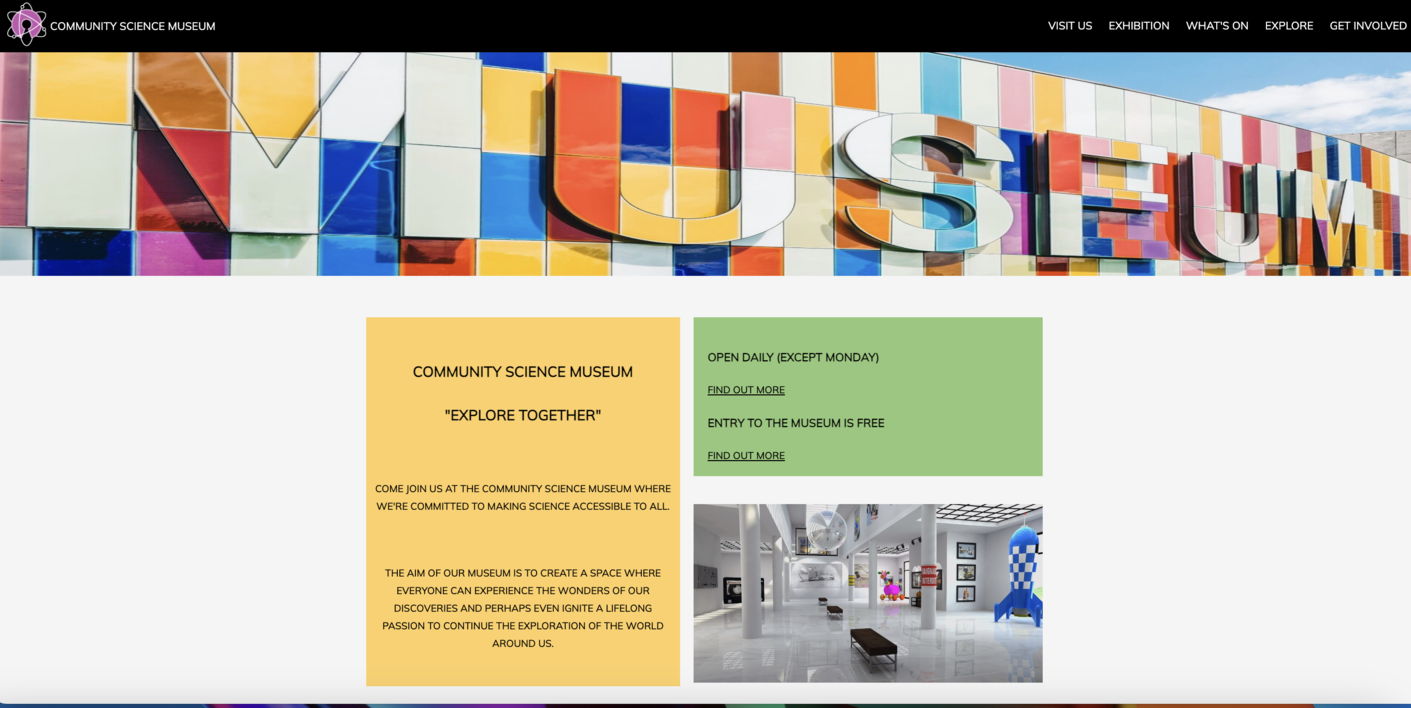 COMMUNITY SCIENCE MUSEUM
VISIT US
EXHIBITION
WHAT'S ON
EXPLORE
GET INVOLVED
MUSEUM
COMMUNITY SCIENCE MUSEUM
"EXPLORE TOGETHER"
COME JOIN US AT THE COMMUNITY SCIENCE MUSEUM WHERE
WE'RE COMMITTED TO MAKING SCIENCE ACCESSIBLE TO ALL.
THE AIM OF OUR MUSEUM IS TO CREATE A SPACE WHERE
EVERYONE CAN EXPERIENCE THE WONDERS OF OUR
DISCOVERIES AND PERHAPS EVEN IGNITE A LIFELONG
PASSION TO CONTINUE THE EXPLORATION OF THE WORLD
AROUND US.
OPEN DAILY (EXCEPT MONDAY)
FIND OUT MORE
ENTRY TO THE MUSEUM IS FREE
FIND OUT MORE